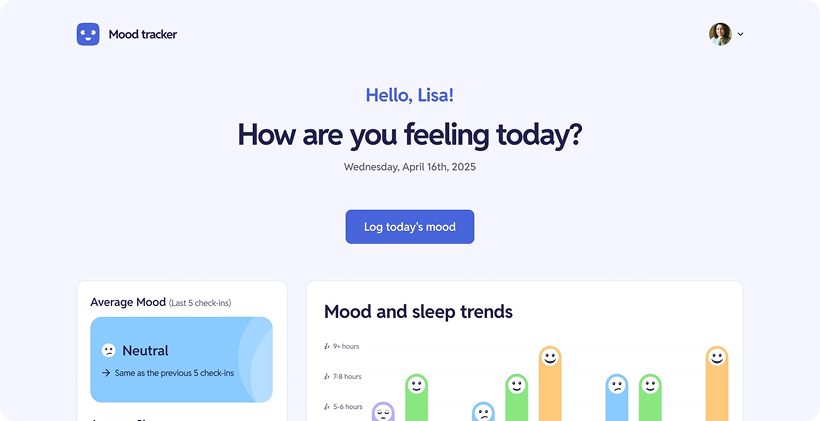 Mood tracker
Hello, Lisa!
How are you feeling today?
Wednesday, April 16th, 2025
Log today's mood
Average Mood (Last 5 check-ins)
Neutral
Same as the previous 5 check-ins
Mood and sleep trends
9+ hours
7-8 hours
5-6 hours